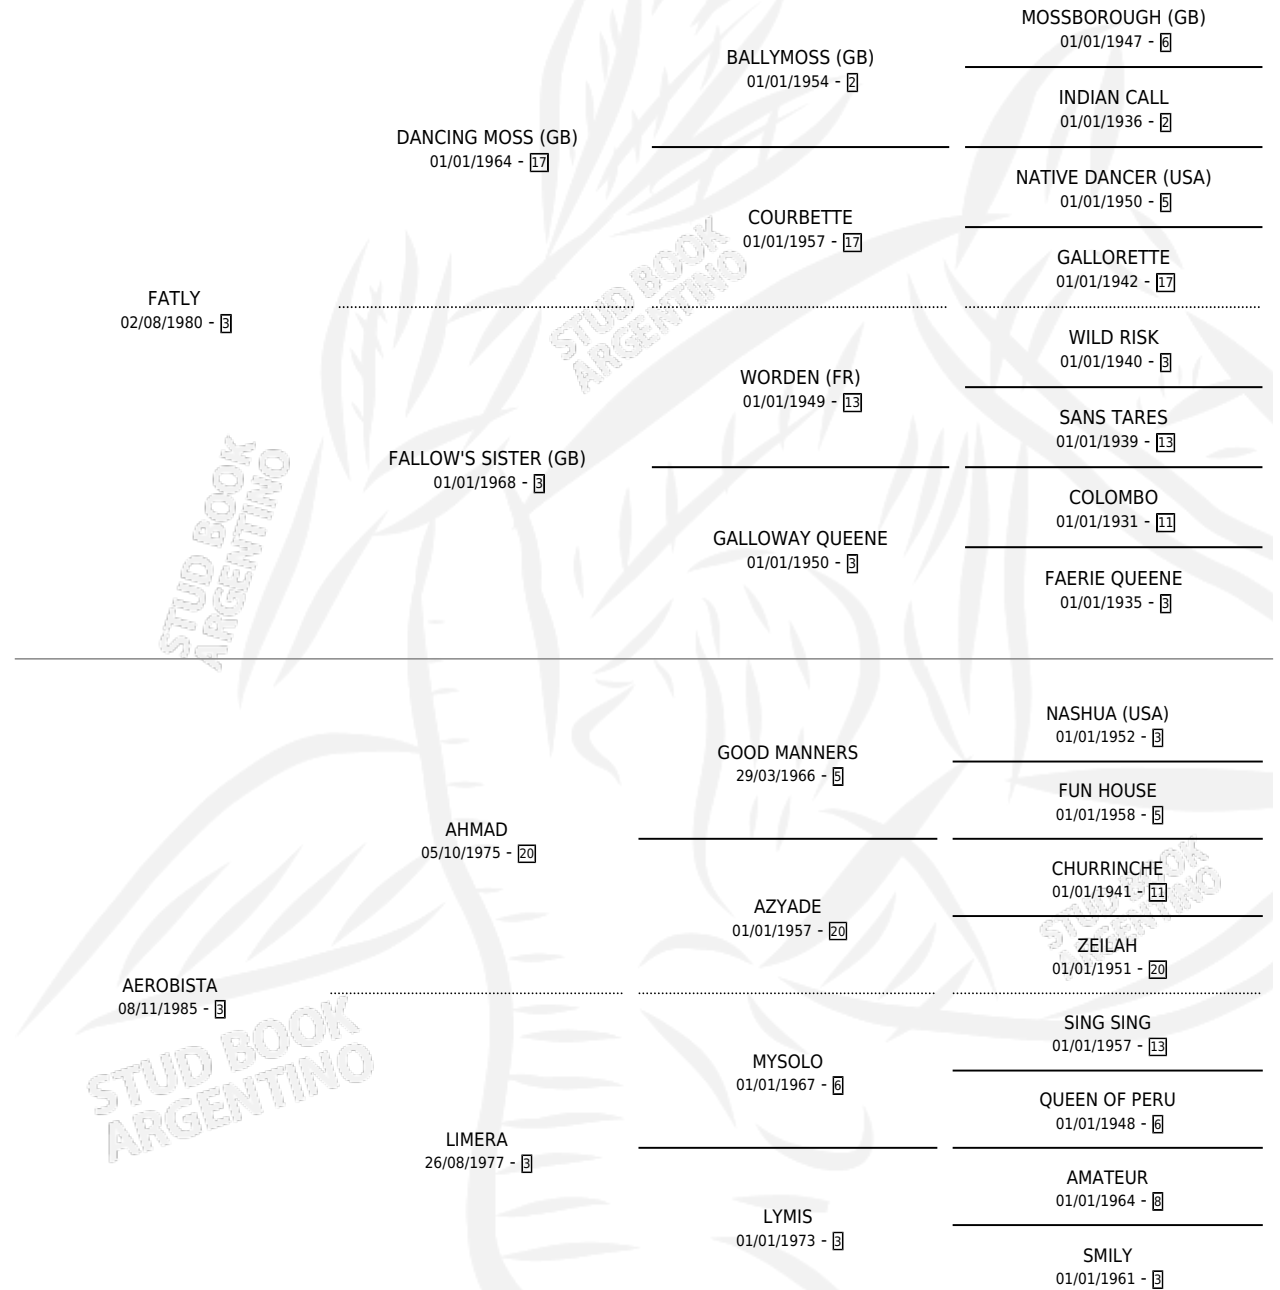 MOSSBOROUGH (GB)
01/01/1947 - 6
BALLYMOSS (GB)
01/01/1954 - 2
INDIAN CALL
01/01/1936 - 2
DANCING MOSS (GB)
01/01/1964 - 17
NATIVE DANCER (USA)
01/01/1950 - 5
COURBETTE
01/01/1957 - 17
GALLORETTE
01/01/1942 - 17
FATLY
02/08/1980 - 3
WILD RISK
01/01/1940 - 3
WORDEN (FR)
01/01/1949 - 13
SANS TARES
01/01/1939 - 13
FALLOW'S SISTER (GB)
01/01/1968 - 3
COLOMBO
01/01/1931 - 11
GALLOWAY QUEENE
01/01/1950 - 3
FAERIE QUEENE
01/01/1935 - 3
NASHUA (USA)
01/01/1952 - 3
GOOD MANNERS
29/03/1966 - 5
FUN HOUSE
01/01/1958 - 5
AHMAD
05/10/1975 - 20
CHURRINCHE
01/01/1941 - 11
AZYADE
01/01/1957 - 20
ZEILAH
01/01/1951 - 20
AEROBISTA
08/11/1985 - 3
SING SING
01/01/1957 - 13
MYSOLO
01/01/1967 - 6
QUEEN OF PERU
01/01/1948 - 6
LIMERA
26/08/1977 - 3
AMATEUR
01/01/1964 - 8
LYMIS
01/01/1973 - 3
SMILY
01/01/1961 - 3
STUD BOOK
ARGENTINO
STUD BOOK
ARGENTINO
STUD BOOK
ARGENTINO
STUD BOOK
ARGENTINO